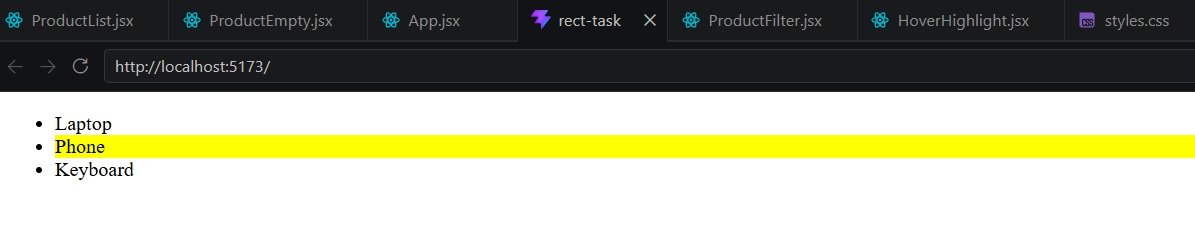 ProductList.jsx ProductEmpty.jsx App.jsx rect-task ProductFilter.jsx HoverHighlight.jsx CSS styles.css
http://localhost:5173/
Laptop
Phone
Keyboard